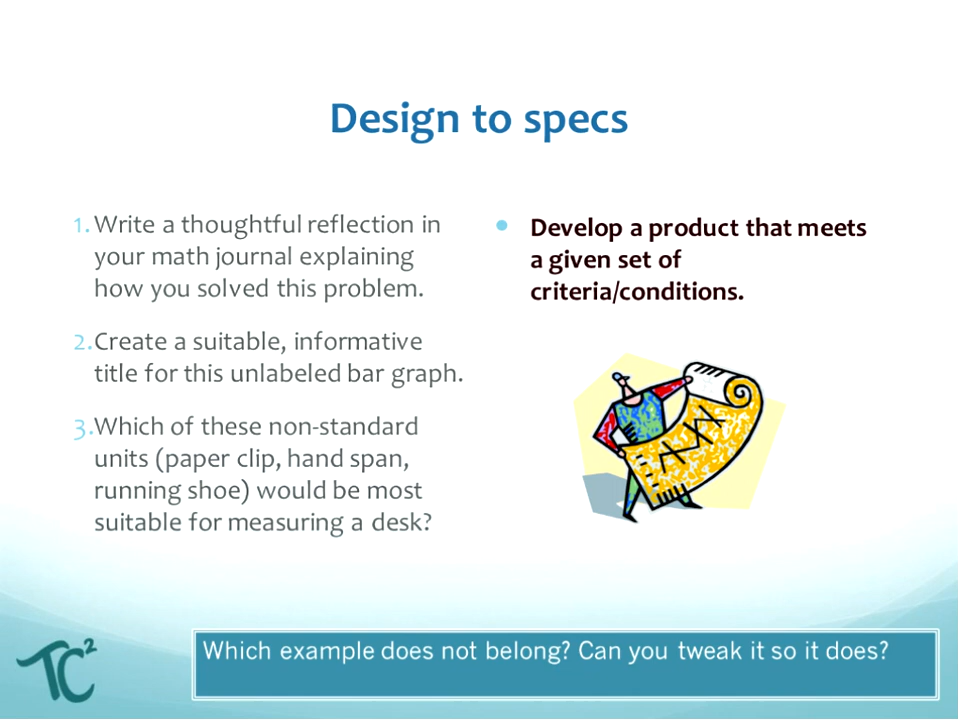 Design to specs
1. Write a thoughtful reflection in
your math journal explaining
how you solved this problem.
2. Create a suitable, informative
title for this unlabeled bar graph.
3. Which of these non-standard
units (paper clip, hand span,
running shoe) would be most
suitable for measuring a desk?
• Develop a product that meets
a given set of
criteria/conditions.
TC²
Which example does not belong? Can you tweak it so it does?